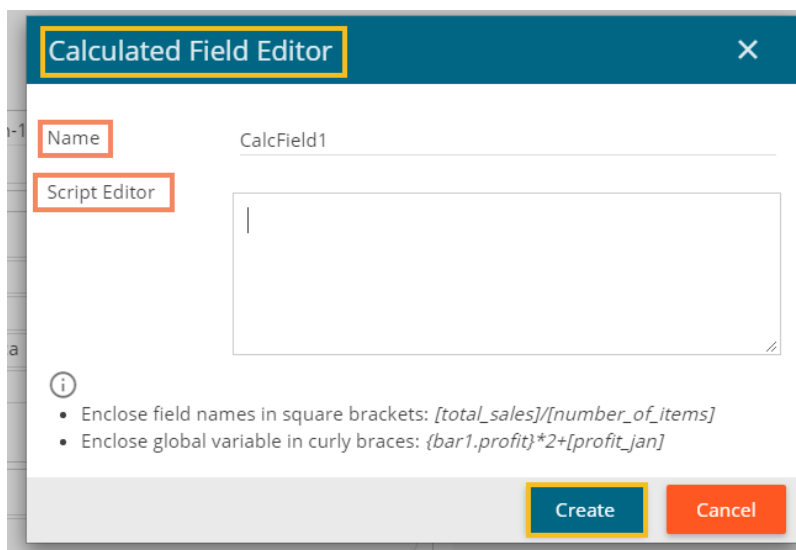 Calculated Field Editor
Name
CalcField1
Script Editor
• Enclose field names in square brackets: [total_sales]/[number_of_items]
• Enclose global variable in curly braces: {bar1.profit}*2+[profit_jan]
Create
Cancel